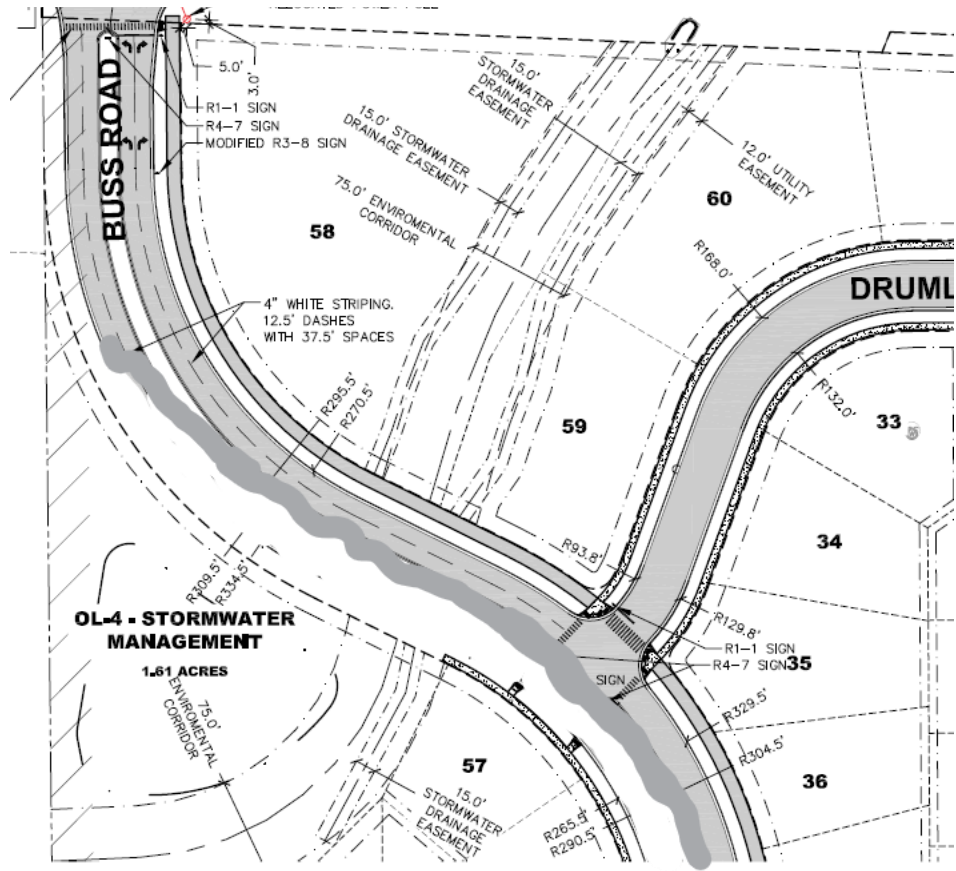 5.0'
3.0'
R1-1 SIGN
R4-7 SIGN
MODIFIED R3-8 SIGN
BUSS ROAD
15.0'
STORMWATER
DRAINAGE
EASEMENT
15.0' STORMWATER
DRAINAGE EASEMENT
75.0' ENVIROMENTAL
CORRIDOR
12.0' UTILITY
EASEMENT
60
58
R168.0'
DRUML
4" WHITE STRIPING.
12.5' DASHES
WITH 37.5' SPACES
R295.5'
R270.5'
R132.0'
59
33
5
34
R93.8'
R309.5'
R334.5'
OL-4 - STORMWATER
MANAGEMENT
1.61 ACRES
75.0'
ENVIROMENTAL
CORRIDOR
R129.8'
R1-1 SIGN
R4-7 SIGN
35
SIGN
R329.5'
R304.5'
57
36
15.0'
STORMWATER
DRAINAGE
EASEMENT
R265.5'
R290.5'